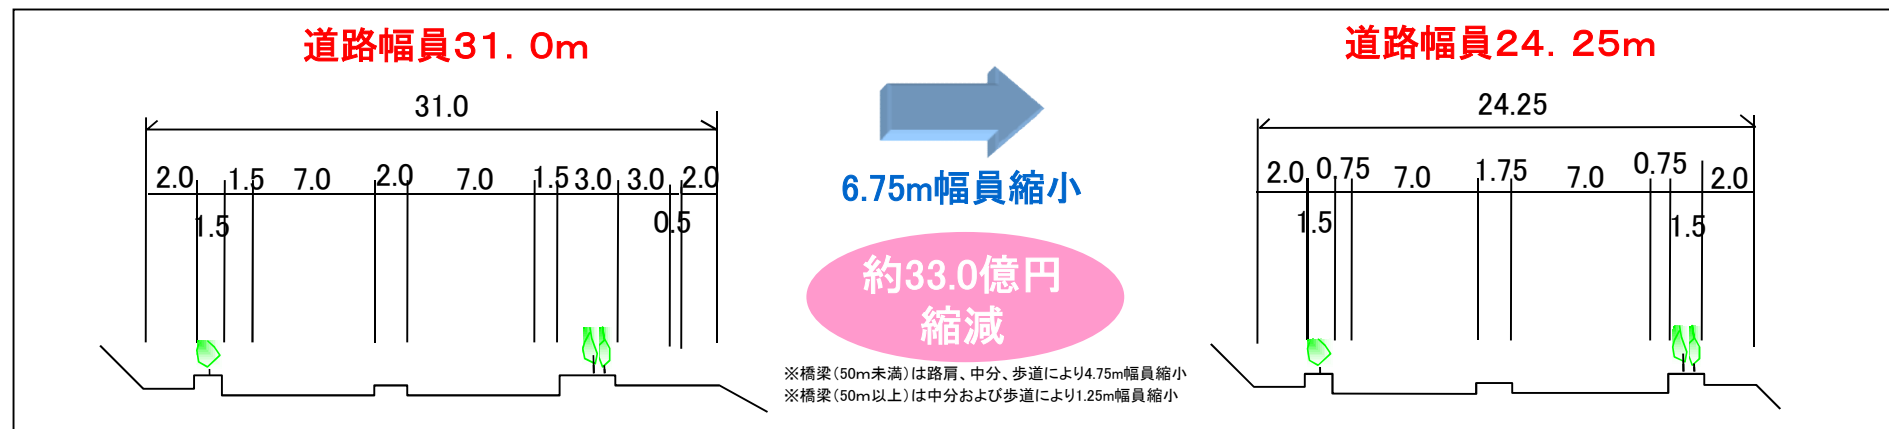 道路幅員31．0m
31.0
2.0 1.5 7.0 2.0 7.0 1.5 3.0 3.0 2.0
1.5 0.5
6.75m幅員縮小
約33.0億円
縮減
※橋梁(50m未満)は路肩、中分、歩道により4.75m幅員縮小
※橋梁(50m以上)は中分および歩道により1.25m幅員縮小
道路幅員24．25m
24.25
2.0 0.75 7.0 1.75 7.0 0.75 2.0
1.5 1.5